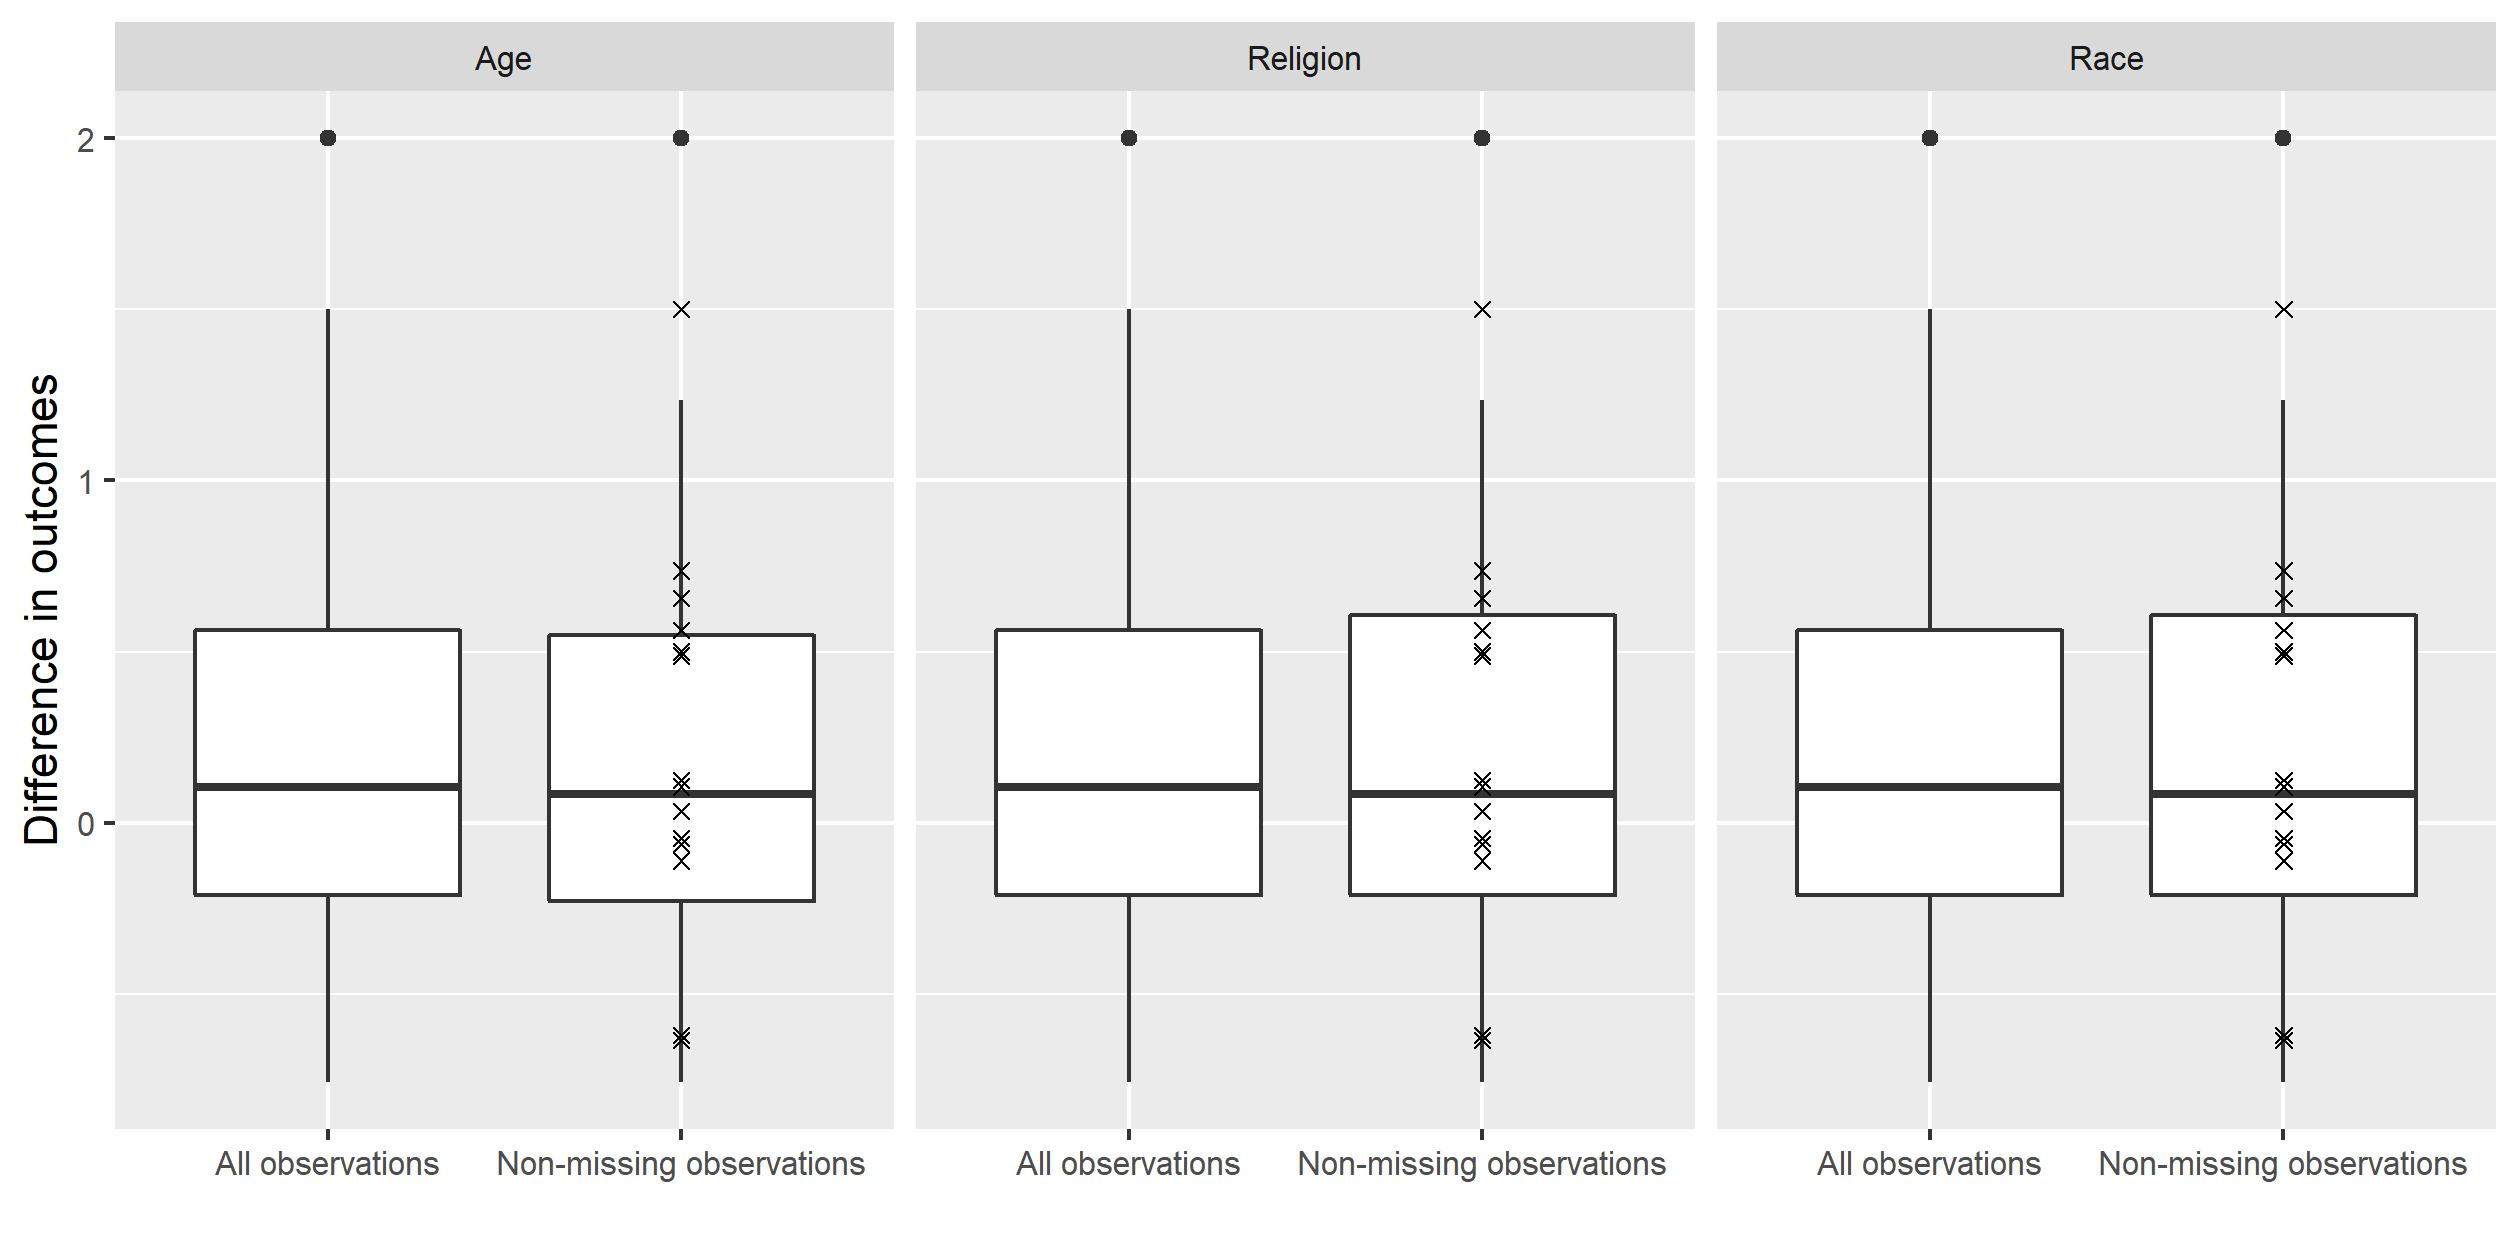 Age
Religion
Race
Difference in outcomes
2
1
0
All observations
Non-missing observations
All observations
Non-missing observations
All observations
Non-missing observations